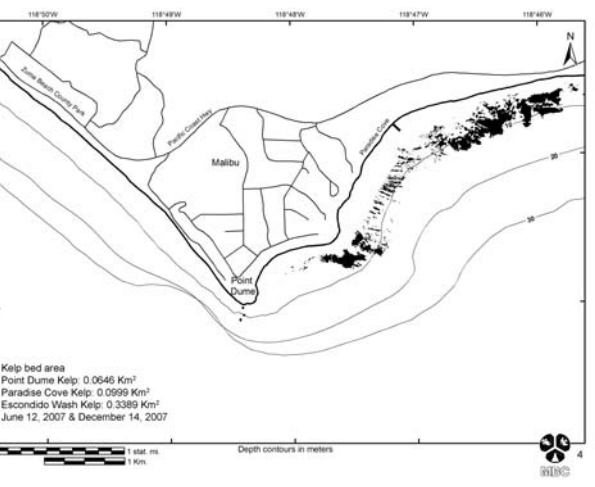 118°50'W 118°49'W 118°48'W 118°47'W 118°46'W
N
Zuma Beach County Park
Pacific Coast Hwy
Paradise Cove
Malibu
20
30
Point
Dume
Kelp bed area
Point Dume Kelp: 0.0646 Km²
Paradise Cove Kelp: 0.0999 Km²
Escondido Wash Kelp: 0.3389 Km²
June 12, 2007 & December 14, 2007
1 stat. mi.
1 Km.
Depth contours in meters
MBC
4